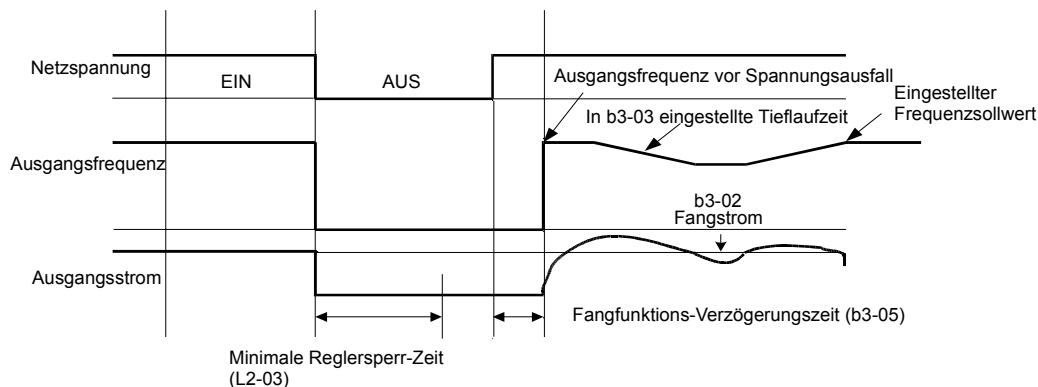 Netzspannung
EIN
AUS
Ausgangsfrequenz vor Spannungsausfall
Eingestellter
Frequenzsollwert
In b3-03 eingestellte Tieflaufzeit
Ausgangsfrequenz
b3-02
Fangstrom
Ausgangsstrom
Fangfunktions-Verzögerungszeit (b3-05)
Minimale Reglersperr-Zeit
(L2-03)